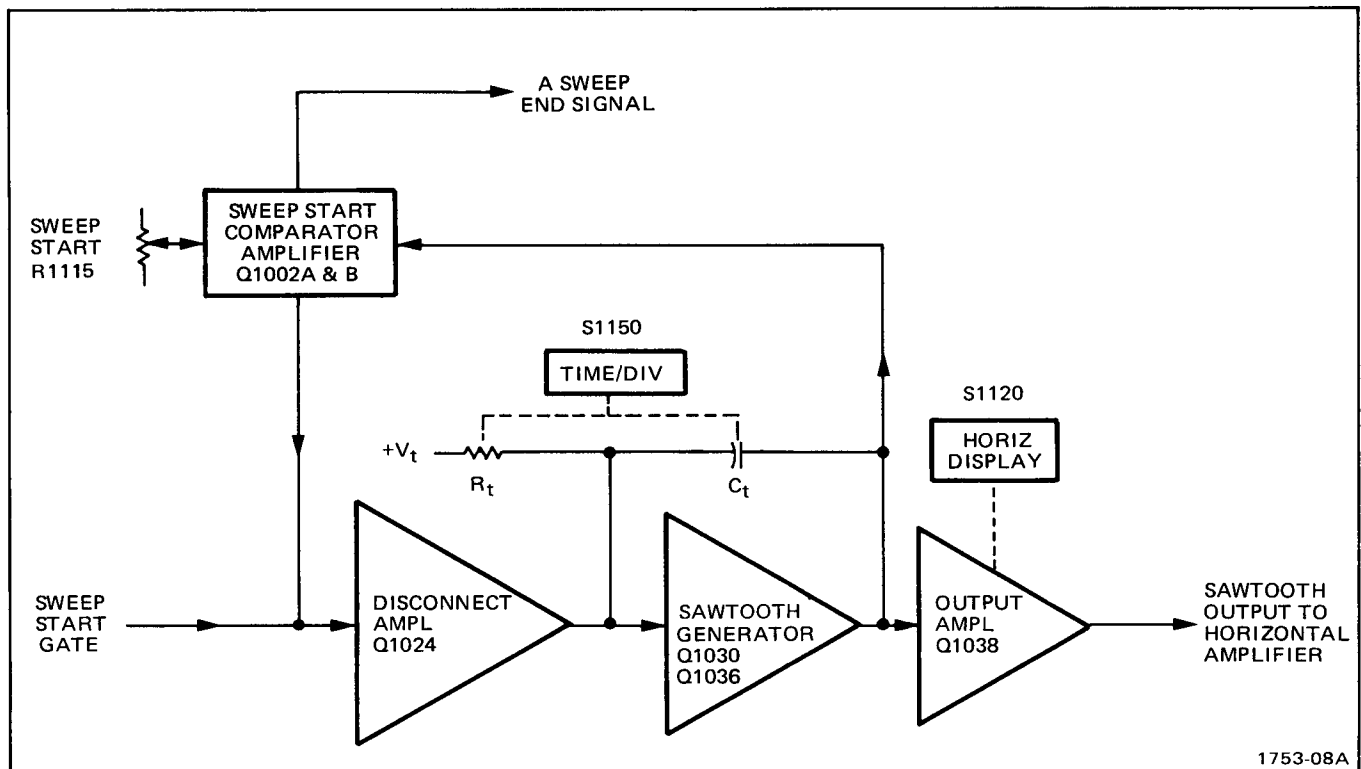 A SWEEP
END SIGNAL
SWEEP
START
R1115
SWEEP START
COMPARATOR
AMPLIFIER
Q1002A & B
S1150
TIME/DIV
S1120
HORIZ
DISPLAY
+Vt
Rt
Ct
SWEEP
START
GATE
DISCONNECT
AMPL
Q1024
SAWTOOTH
GENERATOR
Q1030
Q1036
OUTPUT
AMPL
Q1038
SAWTOOTH
OUTPUT TO
HORIZONTAL
AMPLIFIER
1753-08A